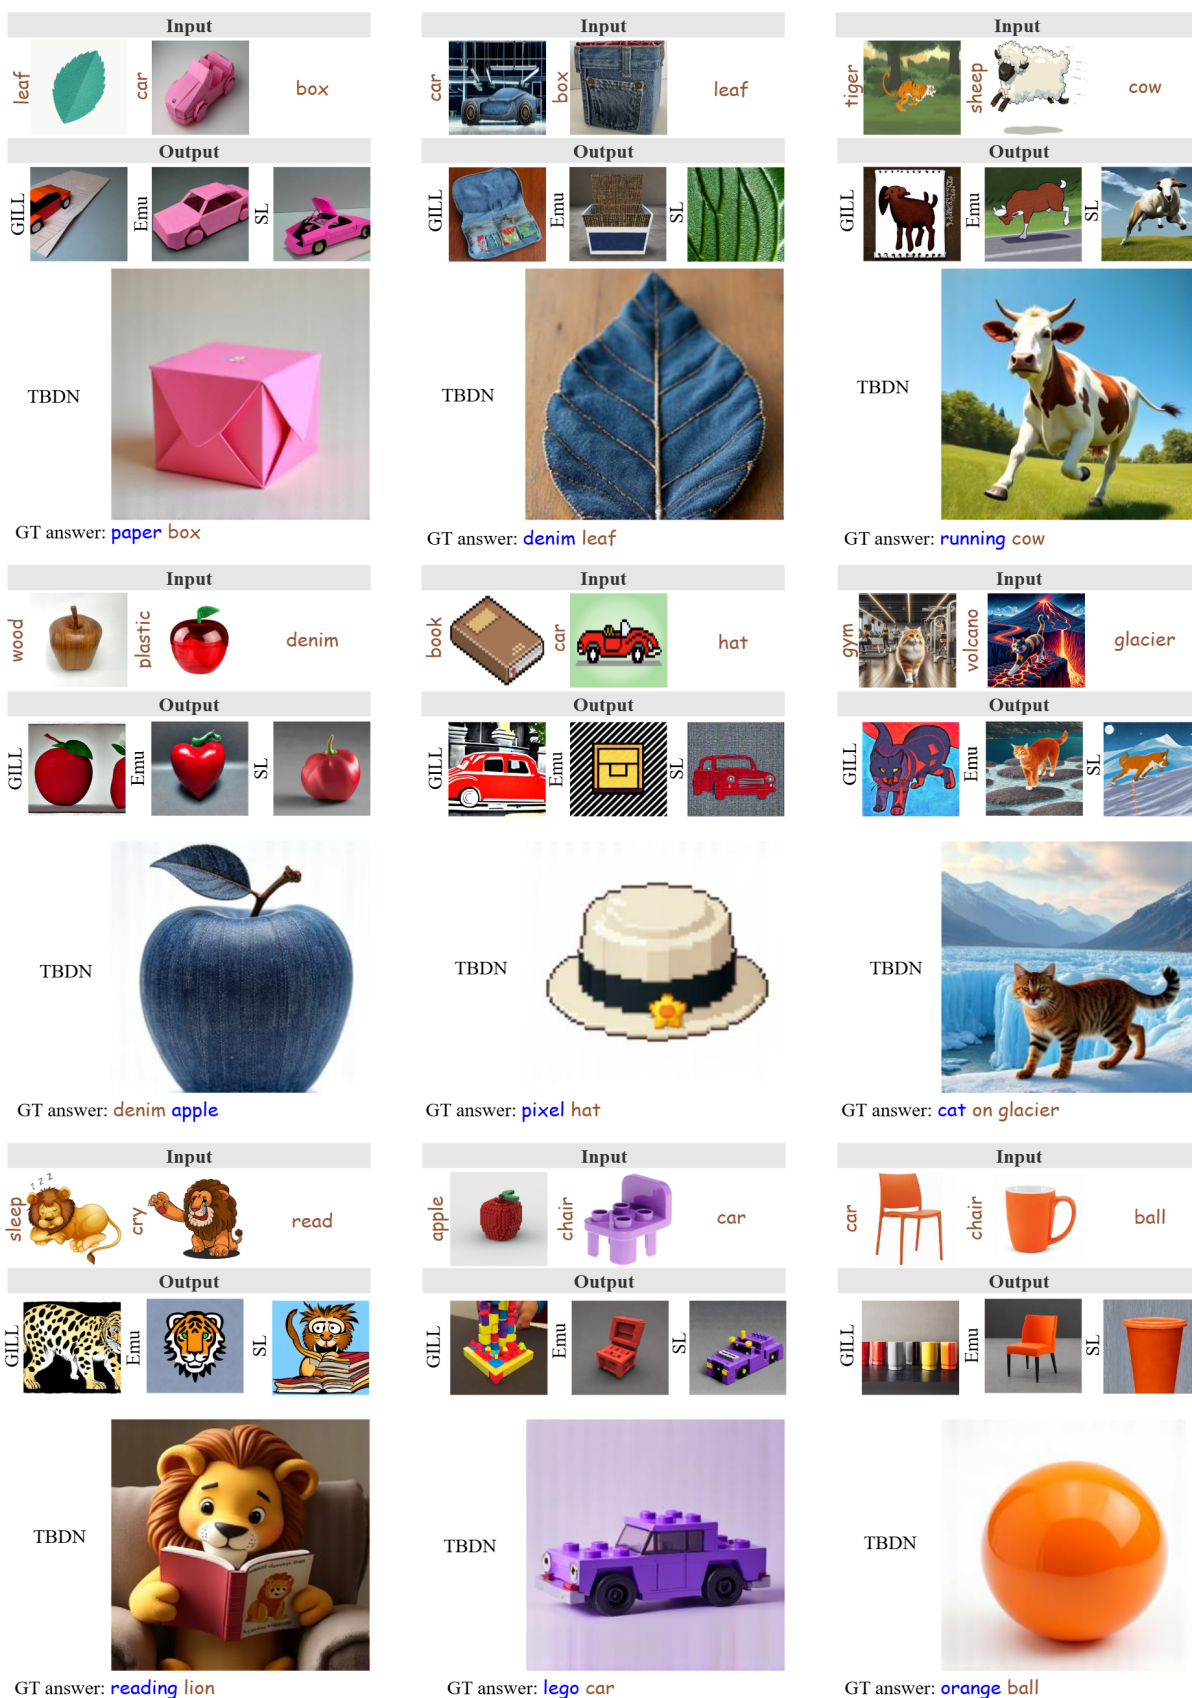 Input
leaf
car
box
Output
GILL
Emu
SL
TBDN
GT answer: paper box
Input
car
box
leaf
Output
GILL
Emu
SL
TBDN
GT answer: denim leaf
Input
tiger
sheep
cow
Output
GILL
Emu
SL
TBDN
GT answer: running cow
Input
wood
plastic
denim
Output
GILL
Emu
SL
TBDN
GT answer: denim apple
Input
book
car
hat
Output
GILL
Emu
SL
TBDN
GT answer: pixel hat
Input
gym
volcano
glacier
Output
GILL
Emu
SL
TBDN
GT answer: cat on glacier
Input
sleep
z z z
cry
read
Output
GILL
Emu
SL
TBDN
GT answer: reading lion
Input
apple
chair
car
Output
GILL
Emu
SL
TBDN
GT answer: lego car
Input
car
chair
ball
Output
GILL
Emu
SL
TBDN
GT answer: orange ball